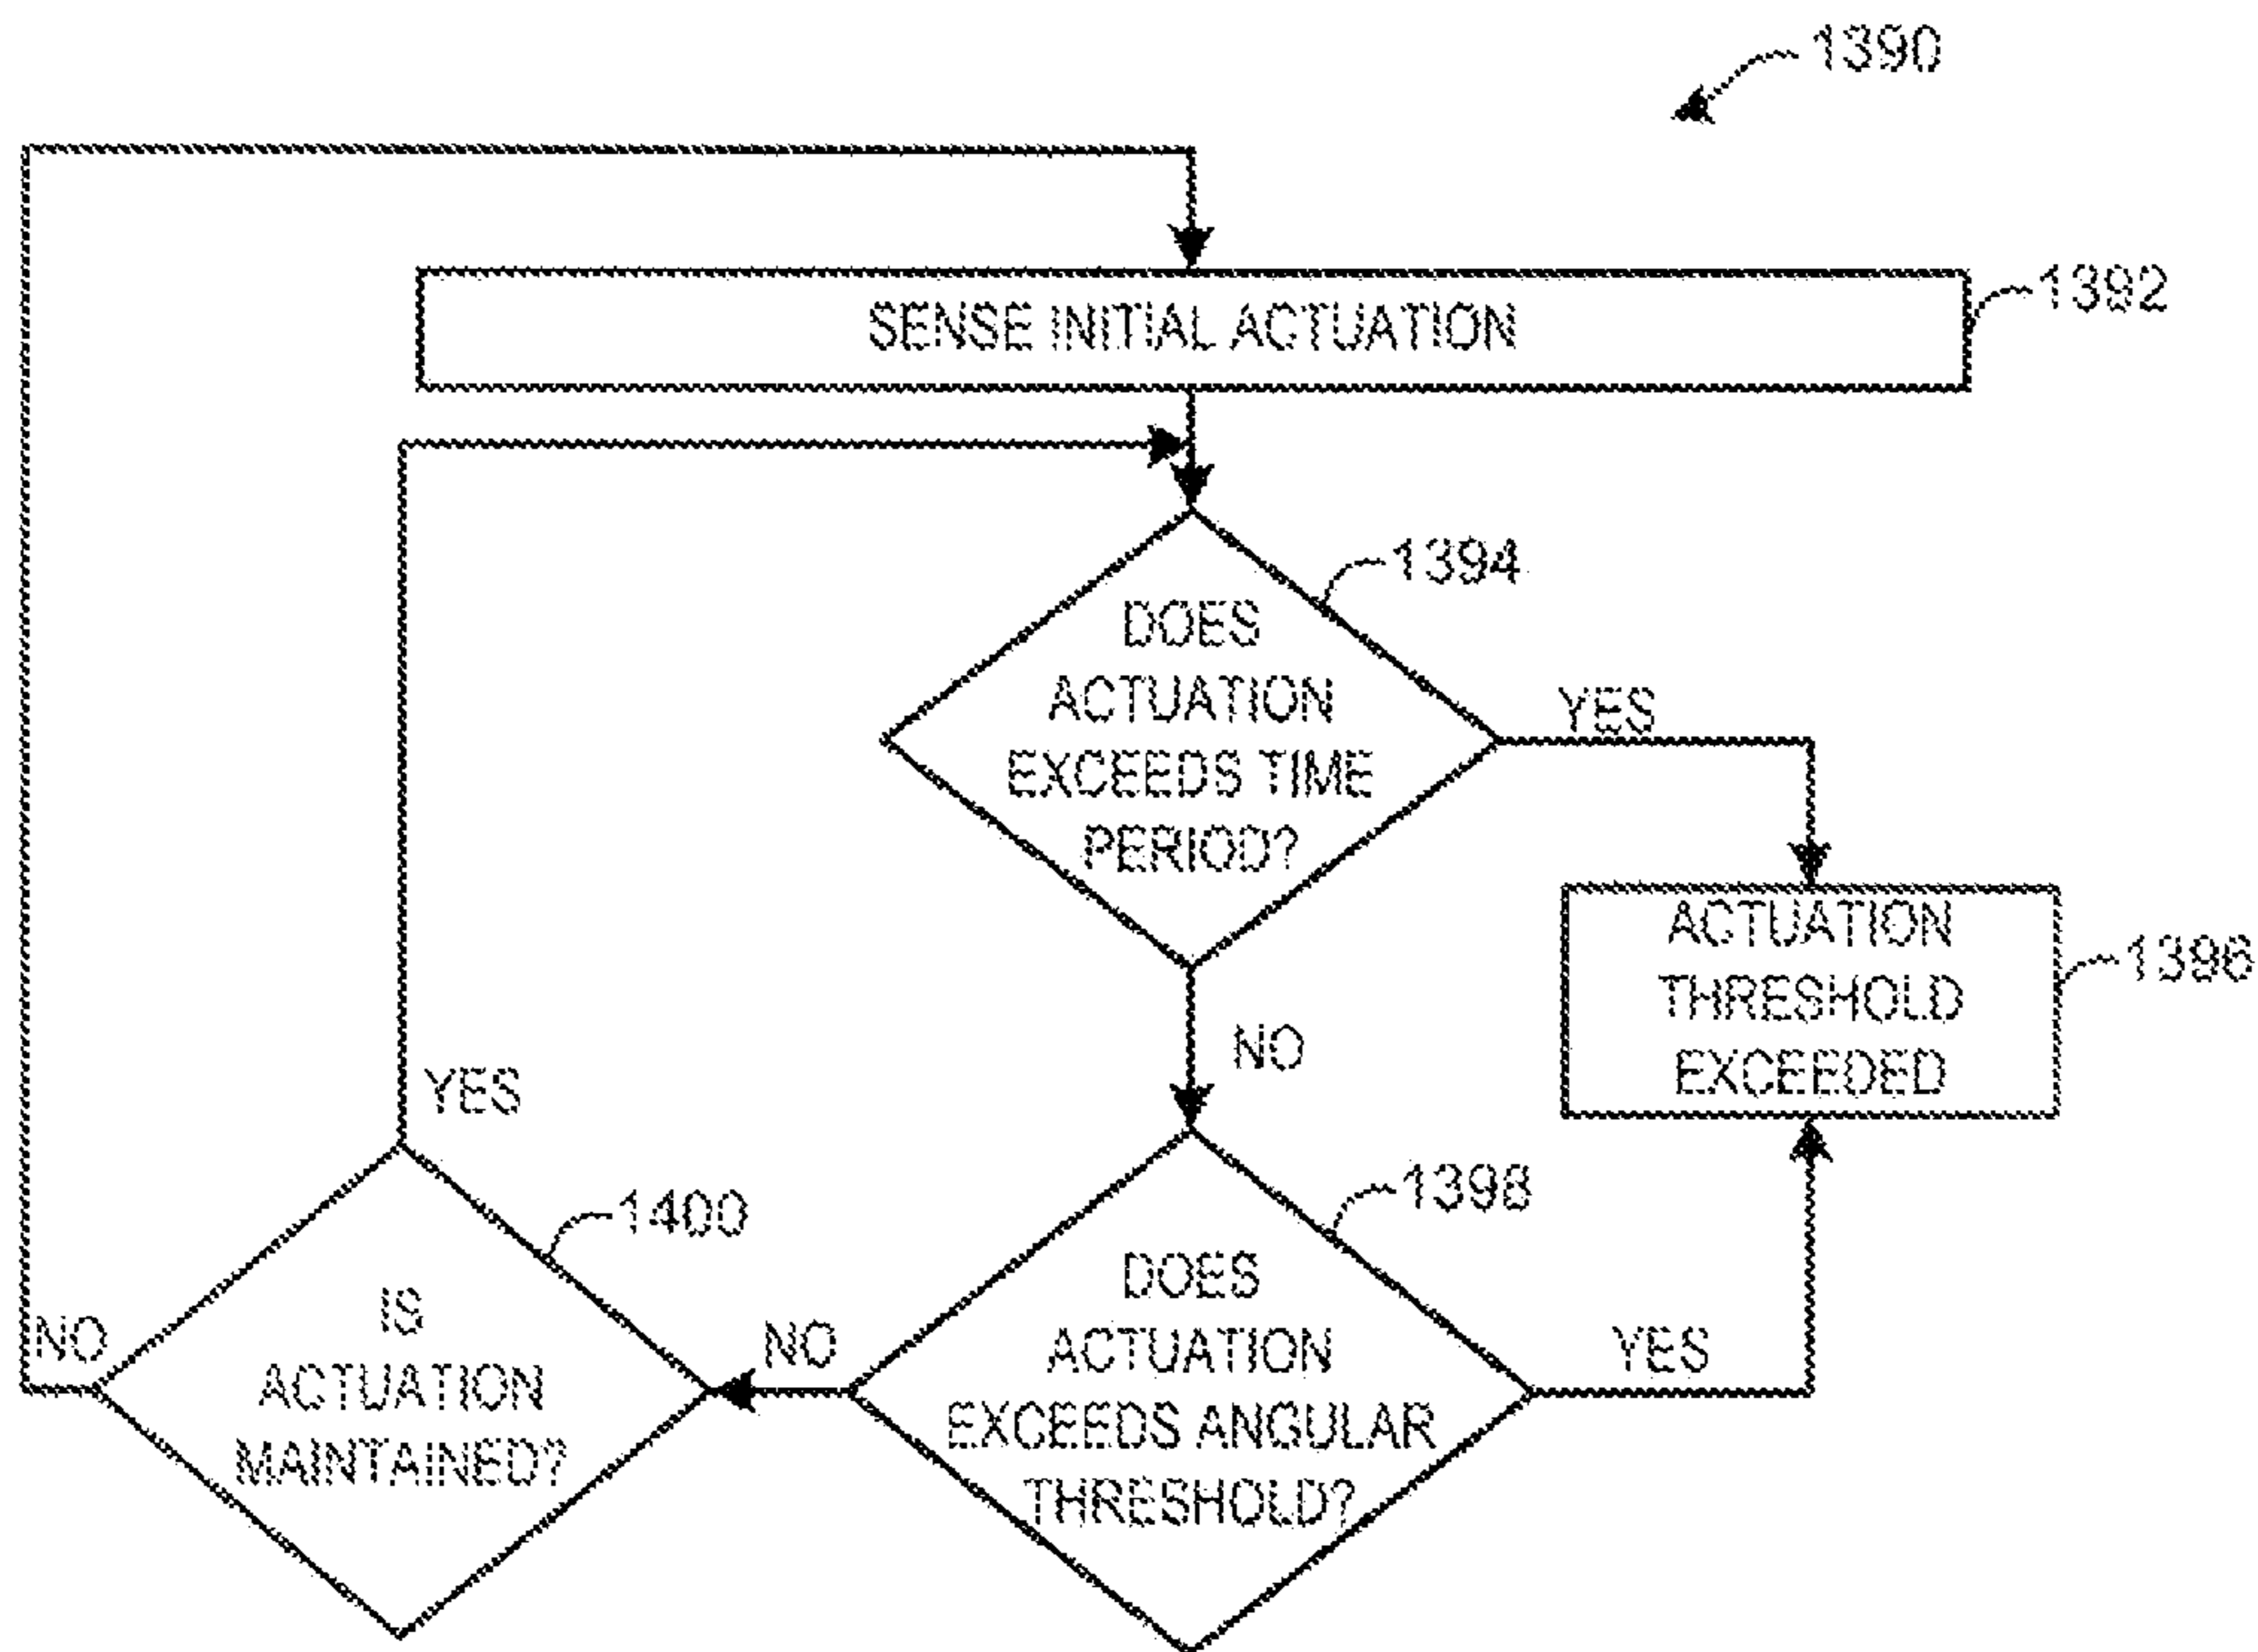 1390
SENSE INITIAL ACTUATION
1392
1394
DOES
ACTUATION
EXCEEDS TIME
PERIOD?
YES
ACTUATION
THRESHOLD
EXCEEDED
1396
NO
YES
1400
1398
IS
ACTUATION
MAINTAINED?
NO
NO
DOES
ACTUATION
EXCEEDS ANGULAR
THRESHOLD?
YES